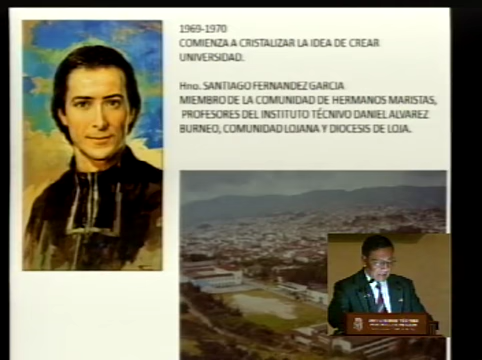 1969-1970
COMIENZA A CRISTALIZAR LA IDEA DE CREAR
UNIVERSIDAD.
Hno. SANTIAGO FERNANDEZ GARCIA
MIEMBRO DE LA COMUNIDAD DE HERMANOS MARISTAS,
PROFESORES DEL INSTITUTO TÉCNIVO DANIEL ALVAREZ
BURNEO, COMUNIDAD LOJANA Y DIOCESIS DE LOJA.